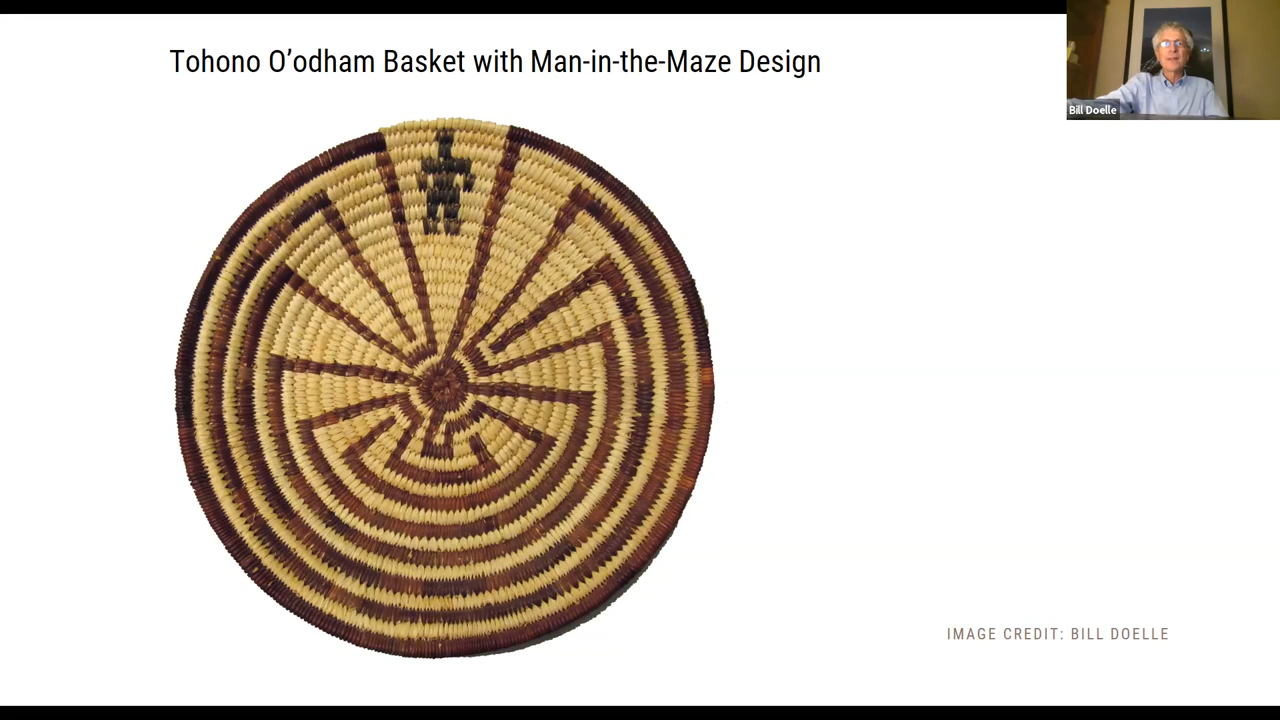 Tohono O’odham Basket with Man-in-the-Maze Design
Bill Doelle
IMAGE CREDIT: BILL DOELLE